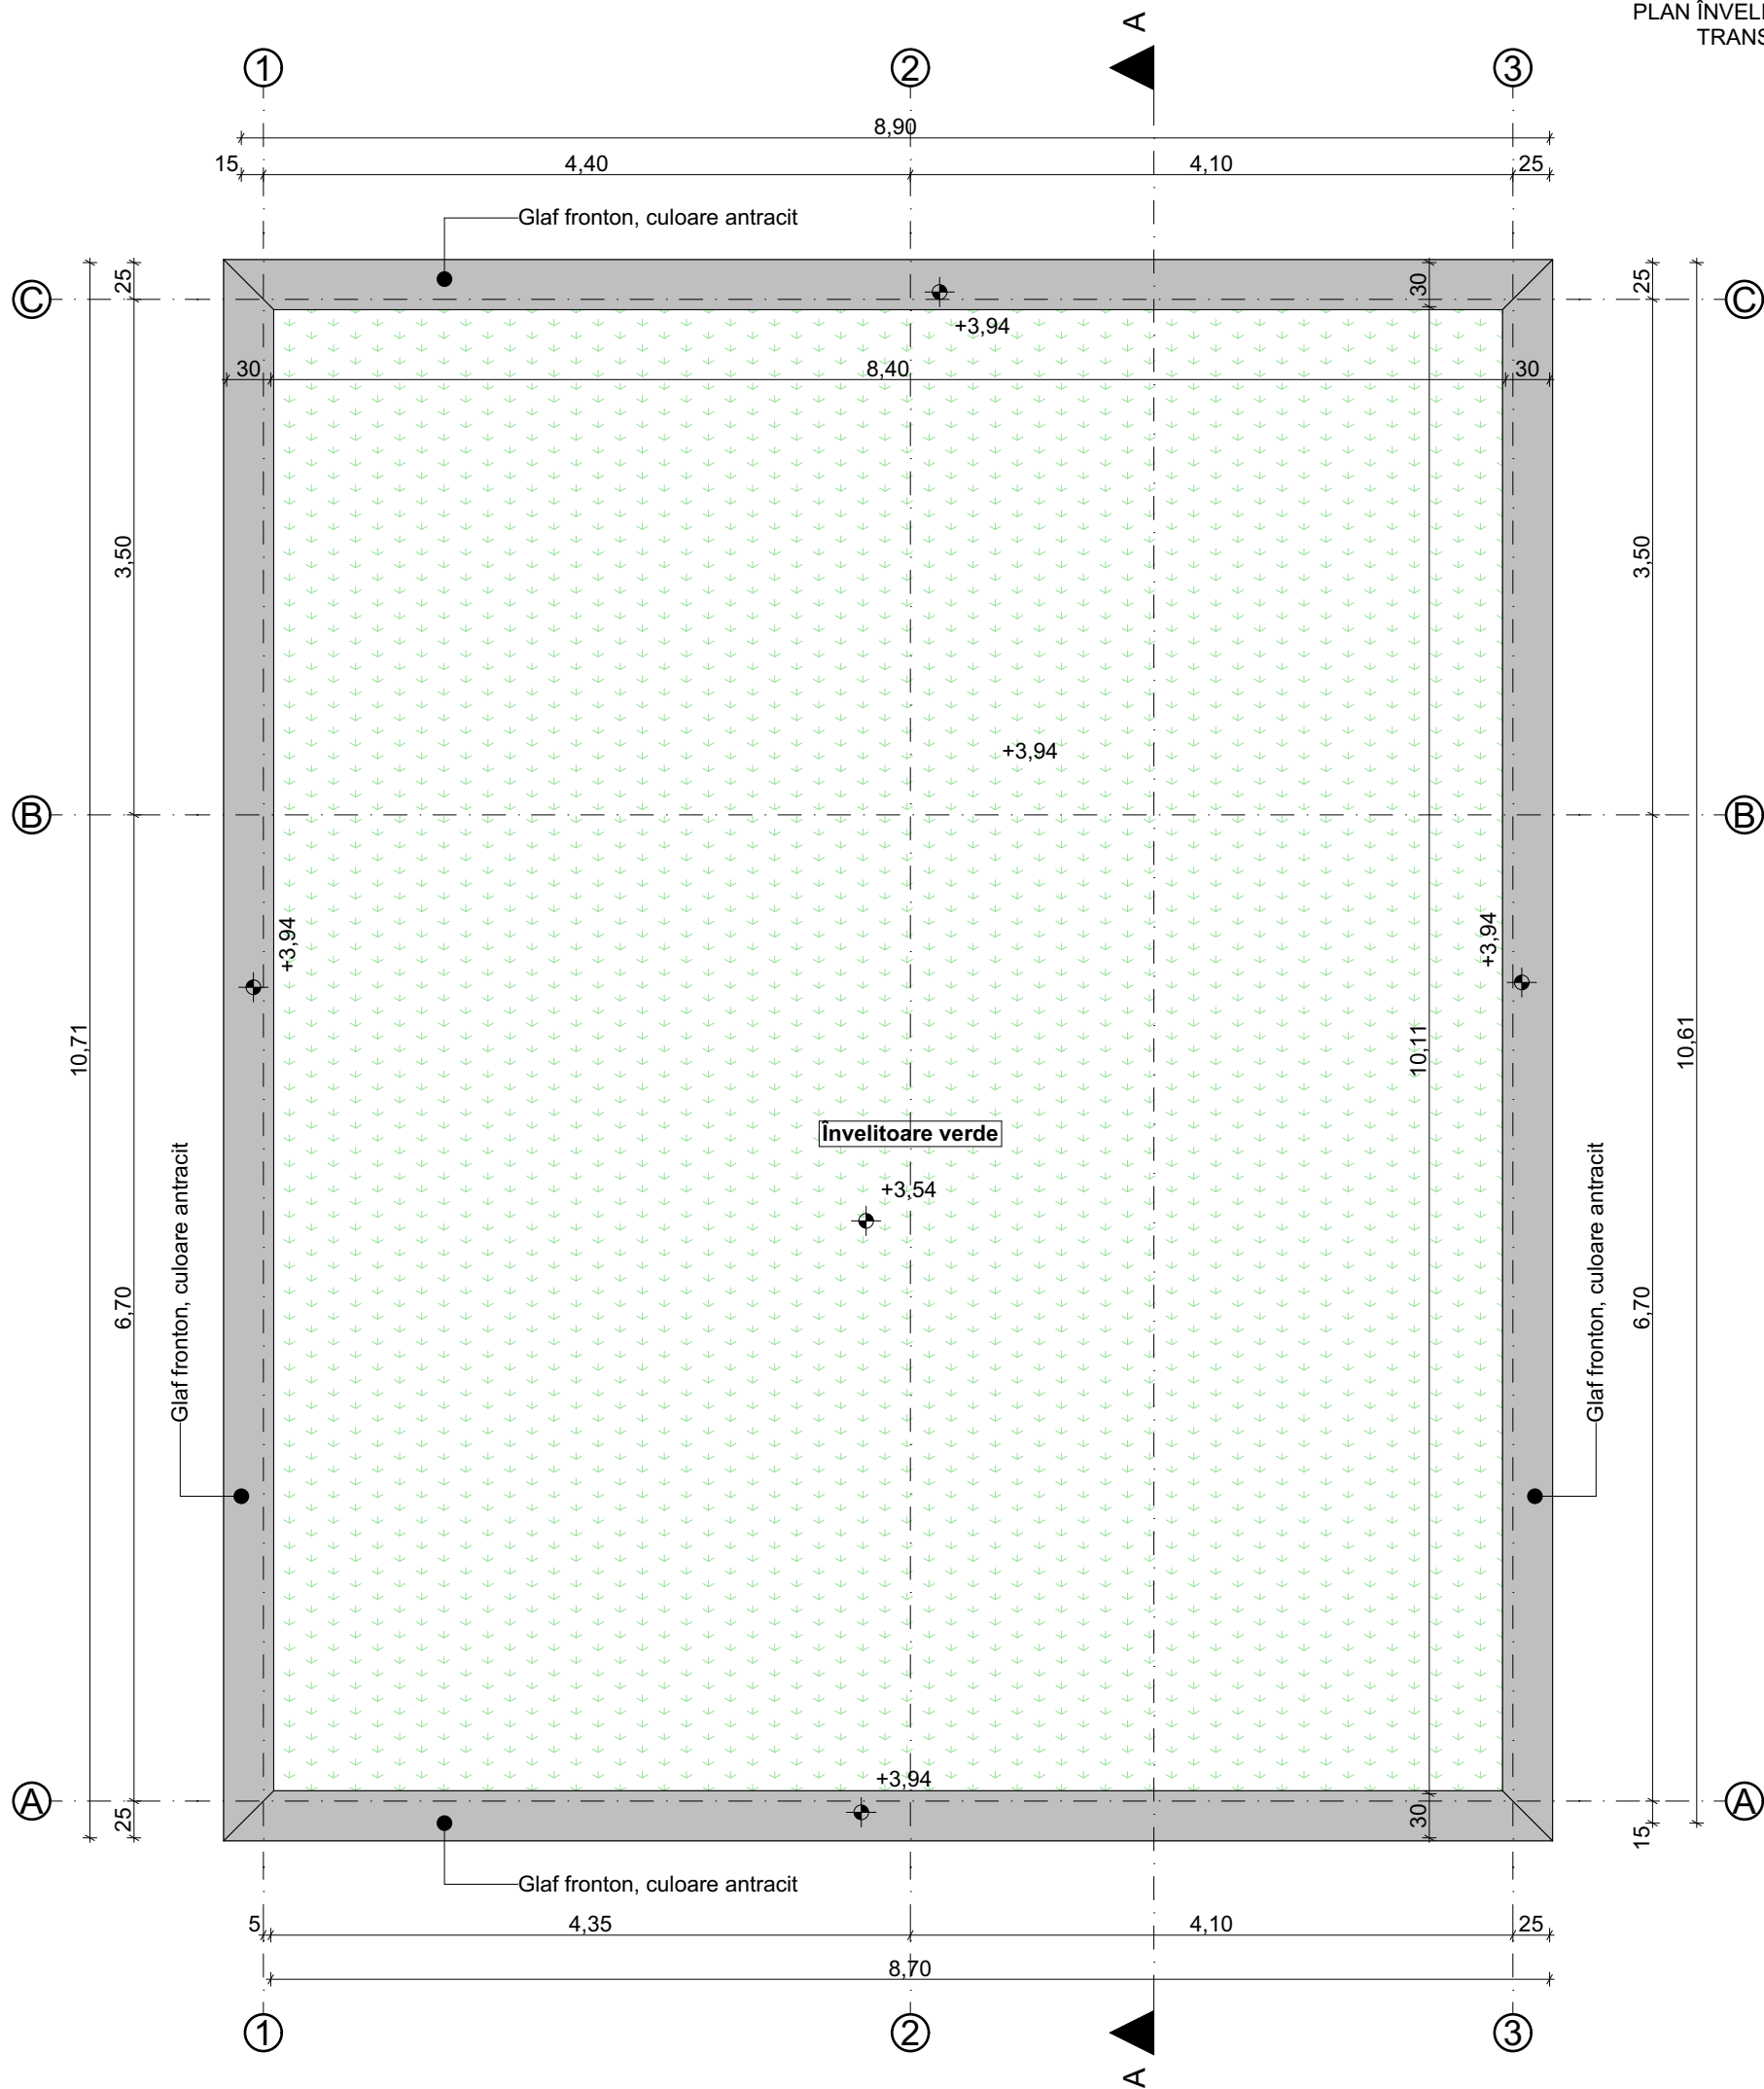 PLAN ÎNVELI
TRANS
A
1
2
3
8,90
15
4,40
4,10
25
Glaf fronton, culoare antracit
C
25
30
25
C
+3,94
30
8,40
30
3,50
3,50
+3,94
B
B
+3,94
+3,94
10,71
10,11
10,61
Învelitoare verde
+3,54
Glaf fronton, culoare antracit
Glaf fronton, culoare antracit
6,70
6,70
+3,94
A
25
30
15
A
Glaf fronton, culoare antracit
5
4,35
4,10
25
8,70
1
2
3
A